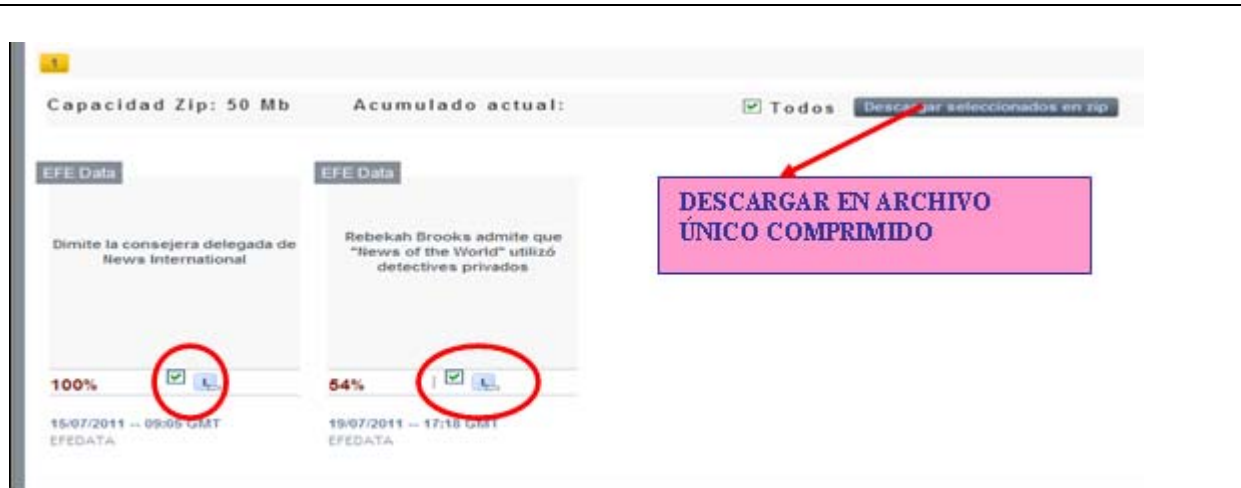 1
Capacidad Zip: 50 Mb Acumulado actual: Todos Descargar seleccionados en zip
EFE Data EFE Data
DESCARGAR EN ARCHIVO
ÚNICO COMPRIMIDO
Dimite la consejera delegada de
News International
Rebekah Brooks admite que
"News of the World" utilizó
detectives privados
100% 54%
15/07/2011 -- 09:05 GMT 19/07/2011 -- 17:18 GMT
EFEDATA EFEDATA